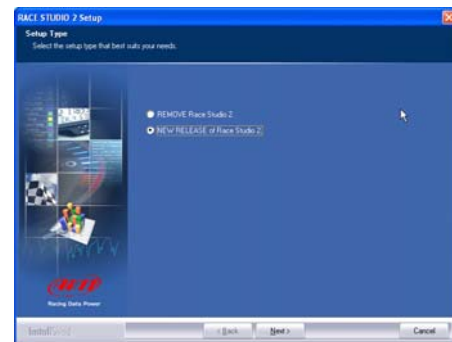 RACE STUDIO 2 Setup
Setup Type
Select the setup type that best suits your needs.
REMOVE Race Studio 2
NEW RELEASE of Race Studio 2
AIM
Racing Data Power
InstallShield
< Back
Next >
Cancel